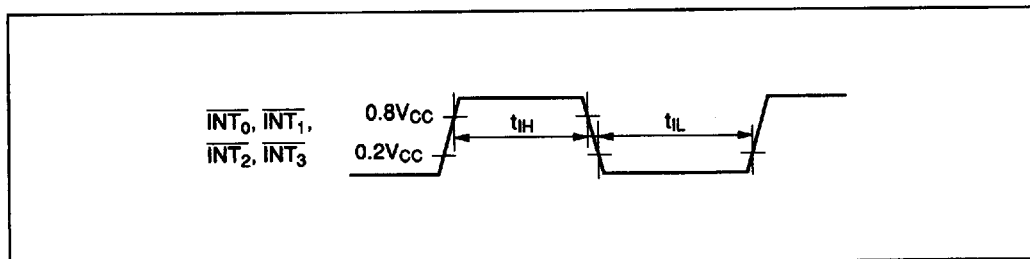 INT0, INT1,
INT2, INT3
0.8VCC
0.2VCC
tIH
tIL